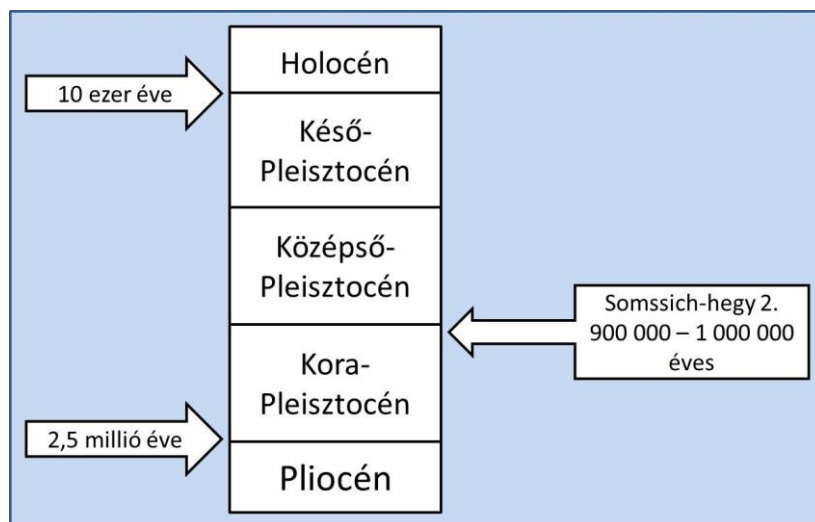 Holocén
10 ezer éve
Késő-
Pleisztocén
Középső-
Pleisztocén
Somssich-hegy 2.
900 000 – 1 000 000
éves
Kora-
Pleisztocén
2,5 millió éve
Pliocén